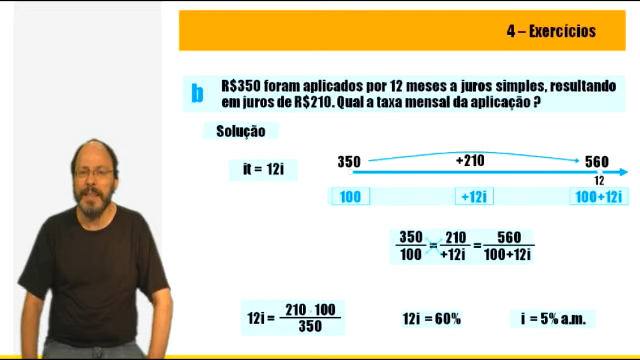 4 – Exercícios
b
R$350 foram aplicados por 12 meses a juros simples, resultando
em juros de R$210. Qual a taxa mensal da aplicação ?
Solução
it = 12i
350 +210 560
12
100 +12i 100+12i
350/100 = 210/+12i = 560/100+12i
12i = 210 · 100/350
12i = 60%
i = 5% a.m.